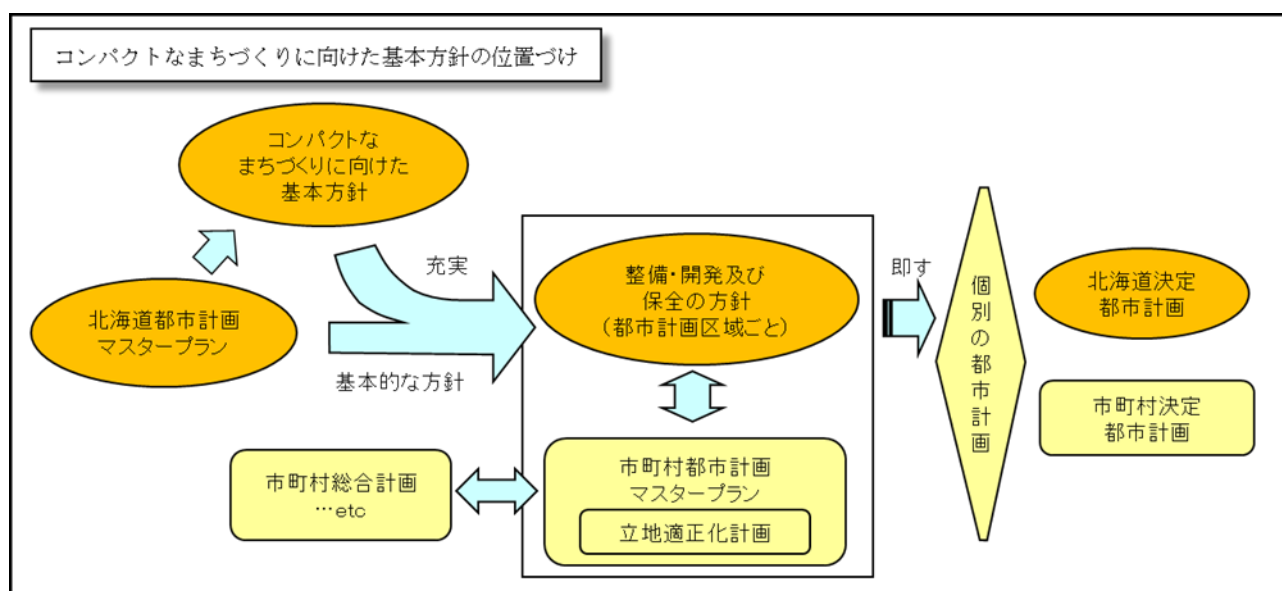 コンパクトなまちづくりに向けた基本方針の位置づけ
コンパクトな
まちづくりに向けた
基本方針
北海道都市計画
マスタープラン
充実
基本的な方針
整備・開発及び
保全の方針
（都市計画区域ごと）
市町村総合計画
…etc
市町村都市計画
マスタープラン
立地適正化計画
即す
個別の都市計画
北海道決定
都市計画
市町村決定
都市計画